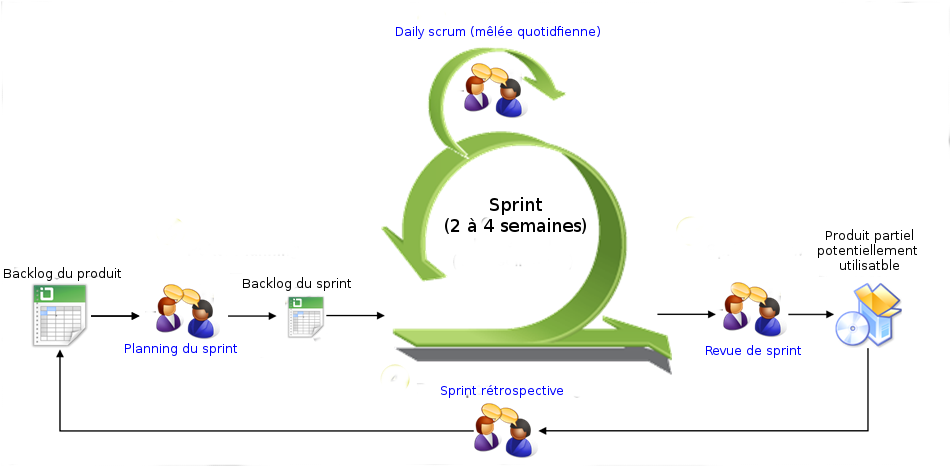 Daily scrum (mêlée quotidfienne)
Sprint
(2 à 4 semaines)
Produit partiel
potentiellement
utilisatble
Backlog du produit
Backlog du sprint
Planning du sprint
Revue de sprint
Sprint rétrospective